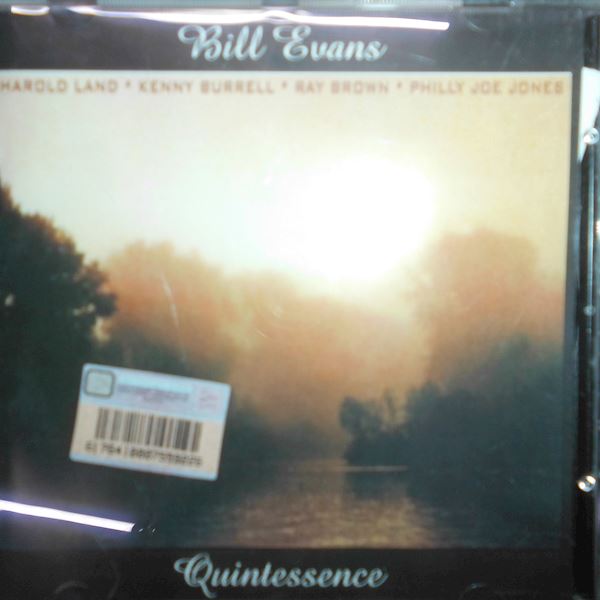 Bill Evans
HAROLD LAND * KENNY BURRELL * RAY BROWN * PHILLY JOE JONES
Quintessence